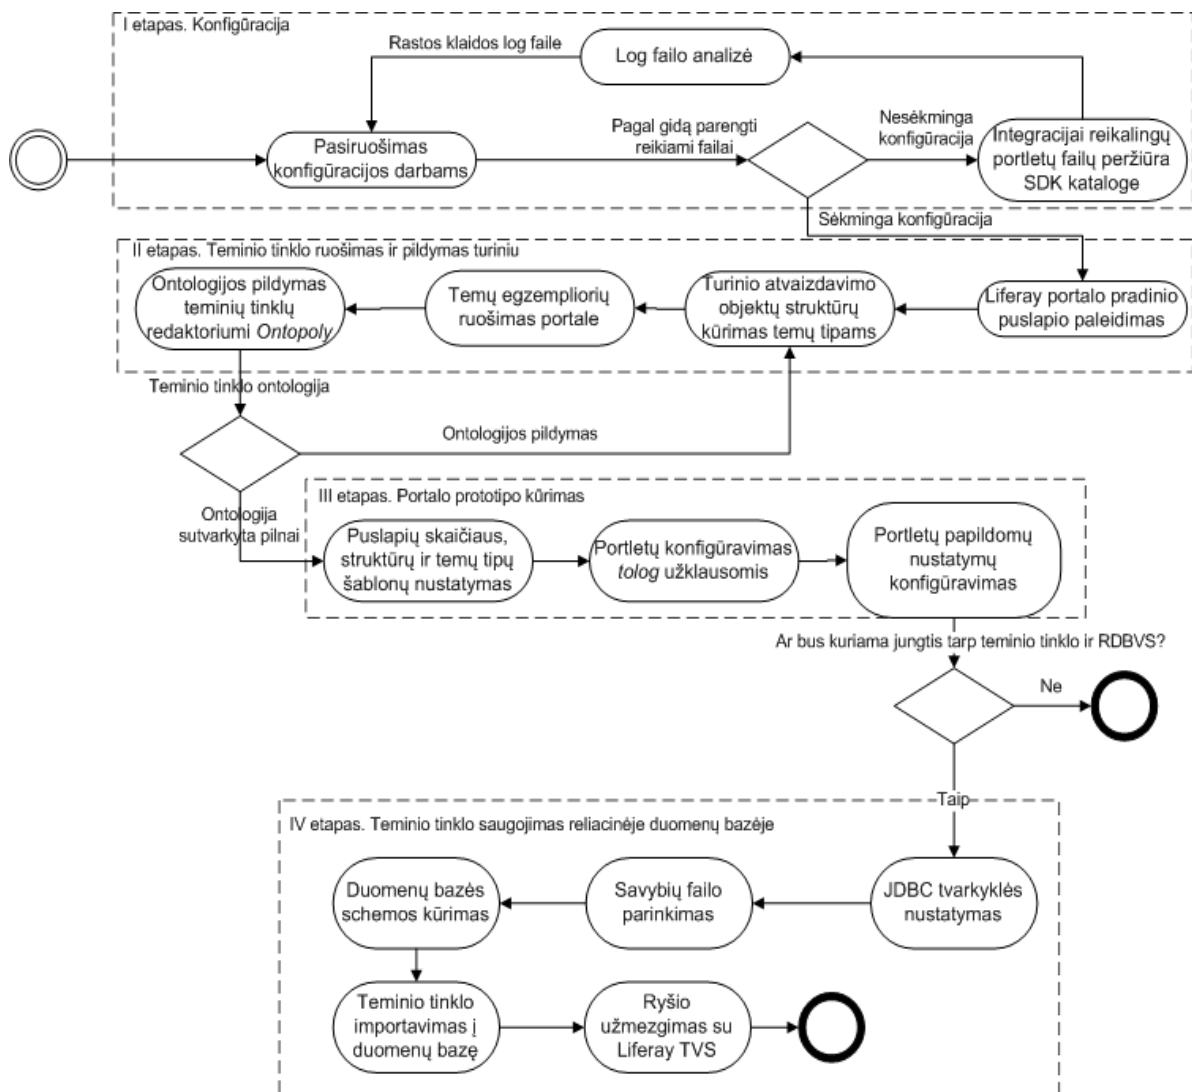 I etapas. Konfigūracija
Rastos klaidos log faile
Log failo analizė
Pasiruošimas
konfigūracijos darbams
Pagal gidą parengti
reikiami failai
Nesėkminga
konfigūracija
Integracijai reikalingų
portletų failų peržiūra
SDK kataloge
Sėkminga konfigūracija
II etapas. Teminio tinklo ruošimas ir pildymas turiniu
Ontologijos pildymas
teminių tinklų
redaktoriumi Ontopoly
Temų egzempliorių
ruošimas portale
Turinio atvaizdavimo
objektų struktūrų
kūrimas temų tipams
Liferay portalo pradinio
puslapio paleidimas
Teminio tinklo ontologija
Ontologijos pildymas
Ontologija
sutvarkyta pilnai
III etapas. Portalo prototipo kūrimas
Puslapių skaičiaus,
struktūrų ir temų tipų
šablonų nustatymas
Portletų konfigūravimas
tolog užklausomis
Portletų papildomų
nustatymų
konfigūravimas
Ar bus kuriama jungtis tarp teminio tinklo ir RDBVS?
Ne
Taip
IV etapas. Teminio tinklo saugojimas reliacinėje duomenų bazėje
Duomenų bazės
schemos kūrimas
Savybių failo
parinkimas
JDBC tvarkyklės
nustatymas
Teminio tinklo
importavimas į
duomenų bazę
Ryšio
užmezgimas su
Liferay TVS